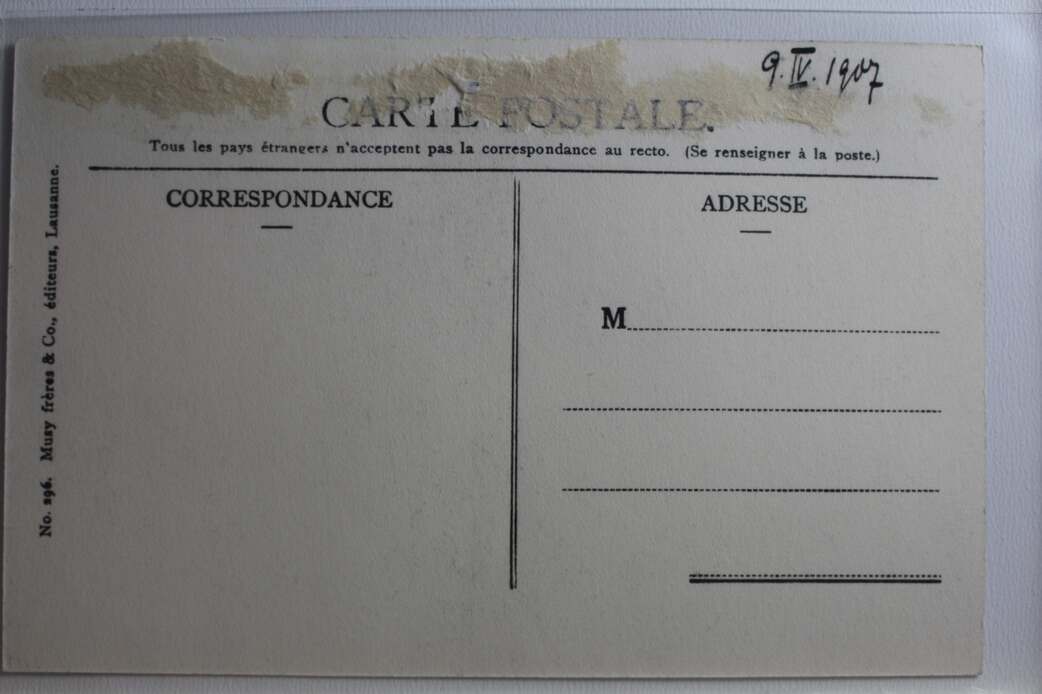 9.IV.1907
CARTE POSTALE.
Tous les pays étrangers n'acceptent pas la correspondance au recto. (Se renseigner à la poste.)
CORRESPONDANCE
ADRESSE
M
No. 296. Musy frères & Co., éditeurs, Lausanne.